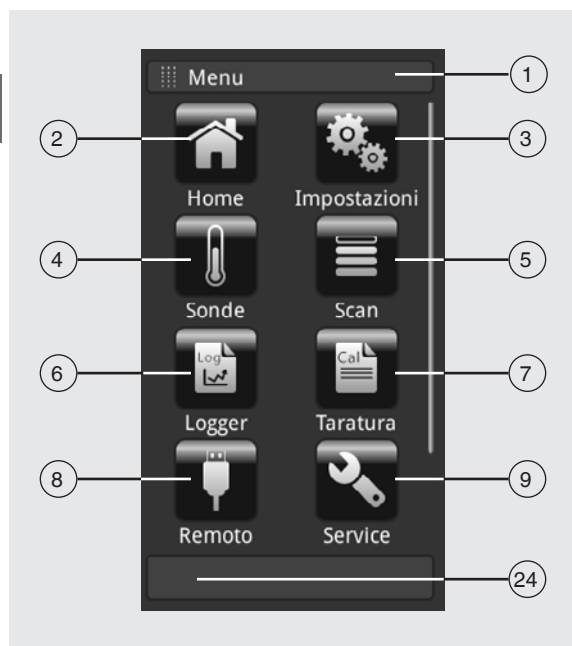 Menu
1
2
3
Home
Impostazioni
4
5
Sonde
Scan
6
Log
Cal
7
Logger
Taratura
8
9
Remoto
Service
24